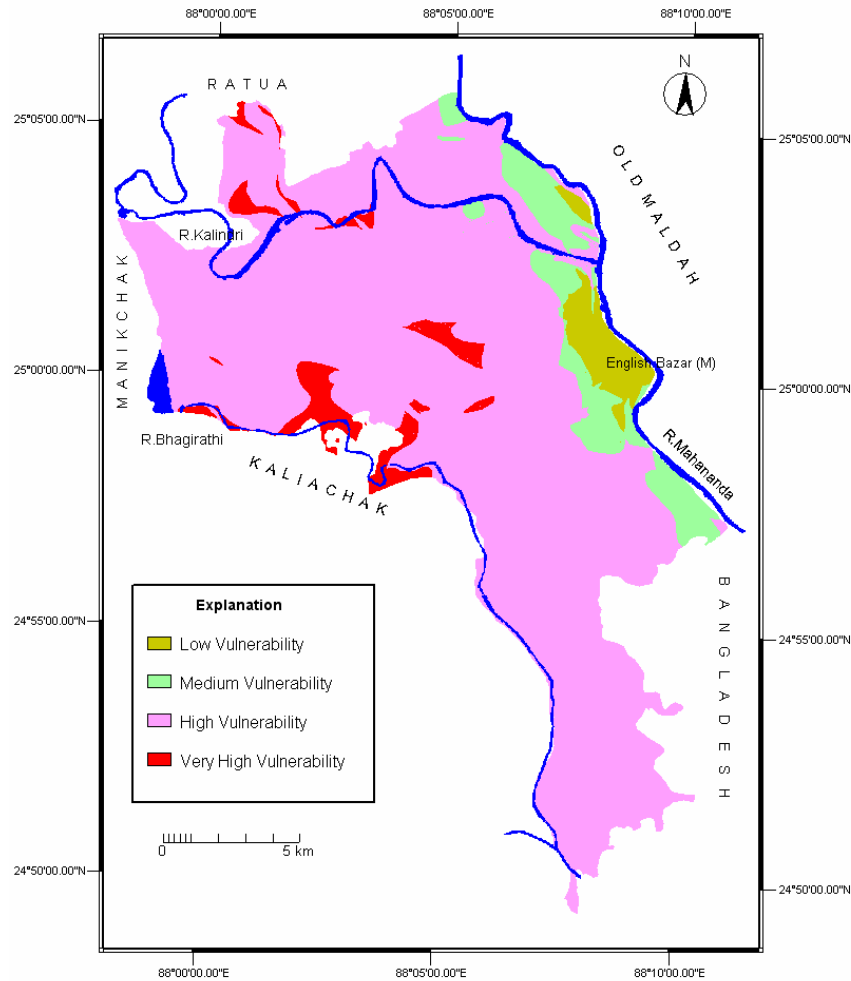 88°00'00.00"E
88°05'00.00"E
88°10'00.00"E
N
RATUA
25°05'00.00"N
25°05'00.00"N
OLD MALDAH
R.Kalindri
MANIKCHAK
25°00'00.00"N
English Bazar (M)
25°00'00.00"N
R.Bhagirathi
R.Mahananda
KALIACHAK
BANGLADESH
Explanation
24°55'00.00"N
Low Vulnerability
24°55'00.00"N
Medium Vulnerability
High Vulnerability
Very High Vulnerability
0 5 km
24°50'00.00"N
24°50'00.00"N
88°00'00.00"E
88°05'00.00"E
88°10'00.00"E